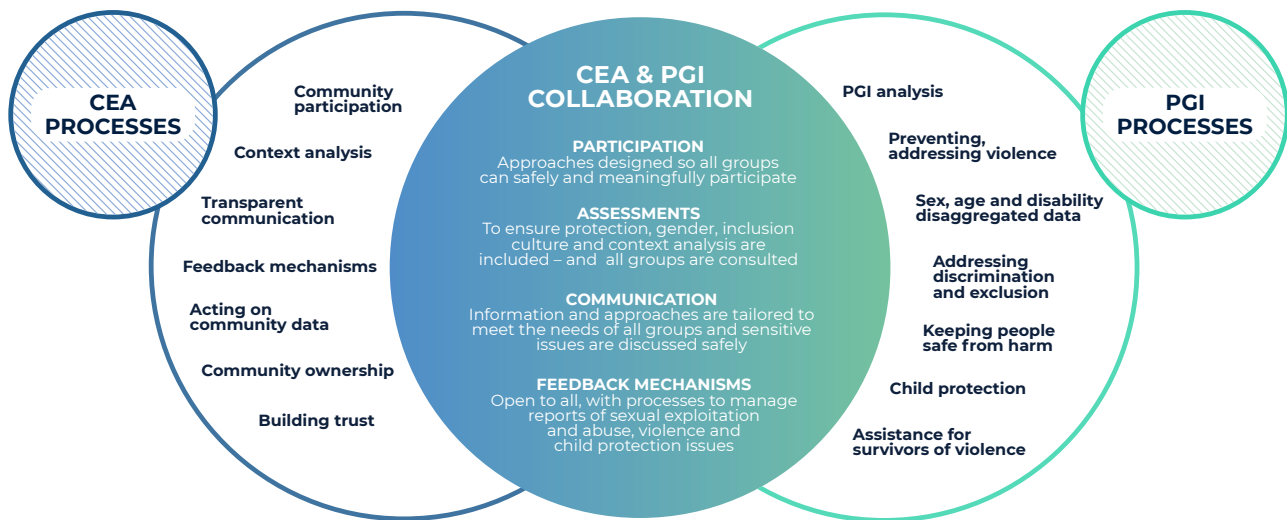 CEA
PROCESSES
Community
participation
Context analysis
Transparent
communication
Feedback mechanisms
Acting on
community data
Community ownership
Building trust
CEA & PGI
COLLABORATION
PARTICIPATION
Approaches designed so all groups
can safely and meaningfully participate
ASSESSMENTS
To ensure protection, gender, inclusion
culture and context analysis are
included – and all groups are consulted
COMMUNICATION
Information and approaches are tailored to
meet the needs of all groups and sensitive
issues are discussed safely
FEEDBACK MECHANISMS
Open to all, with processes to manage
reports of sexual exploitation
and abuse, violence and
child protection issues
PGI
PROCESSES
PGI analysis
Preventing,
addressing violence
Sex, age and disability
disaggregated data
Addressing
discrimination
and exclusion
Keeping people
safe from harm
Child protection
Assistance for
survivors of violence